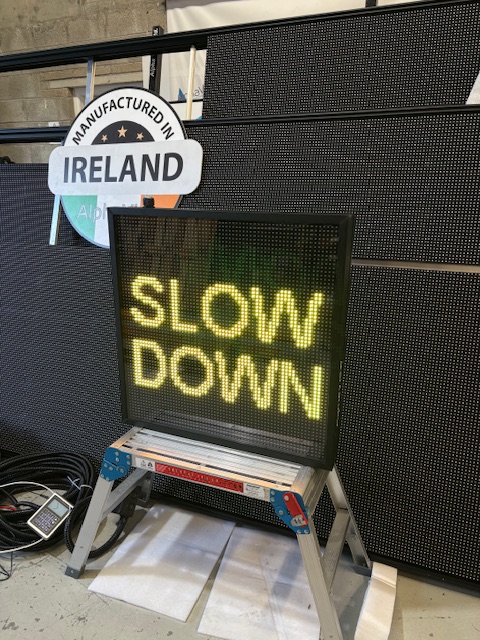 MANUFACTURED IN
IRELAND
SLOW
DOWN